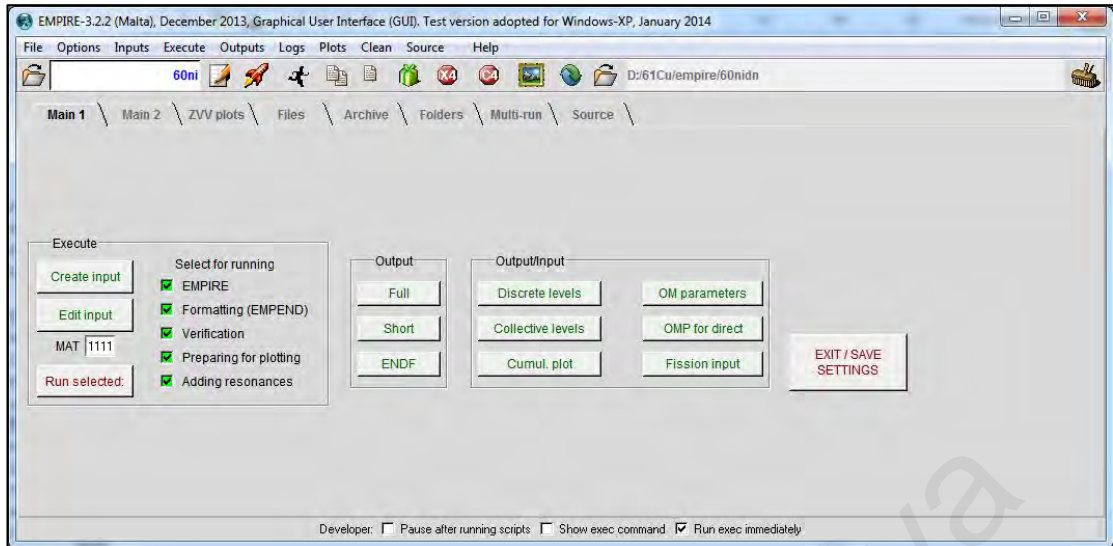 EMPIRE-3.2.2 (Malta), December 2013, Graphical User Interface (GUI). Test version adopted for Windows-XP, January 2014
File Options Inputs Execute Outputs Logs Plots Clean Source Help
60ni D:/61Cu/empire/60nidn
Main 1 \ Main 2 \ ZVV plots \ Files \ Archive \ Folders \ Multi-run \ Source \
Execute
Create input
Edit input
MAT 1111
Run selected:
Select for running
EMPIRE
Formatting (EMPEND)
Verification
Preparing for plotting
Adding resonances
Output
Full
Short
ENDF
Output/Input
Discrete levels OM parameters
Collective levels OMP for direct
Cumul. plot Fission input
EXIT / SAVE
SETTINGS
Developer: Pause after running scripts Show exec command Run exec immediately